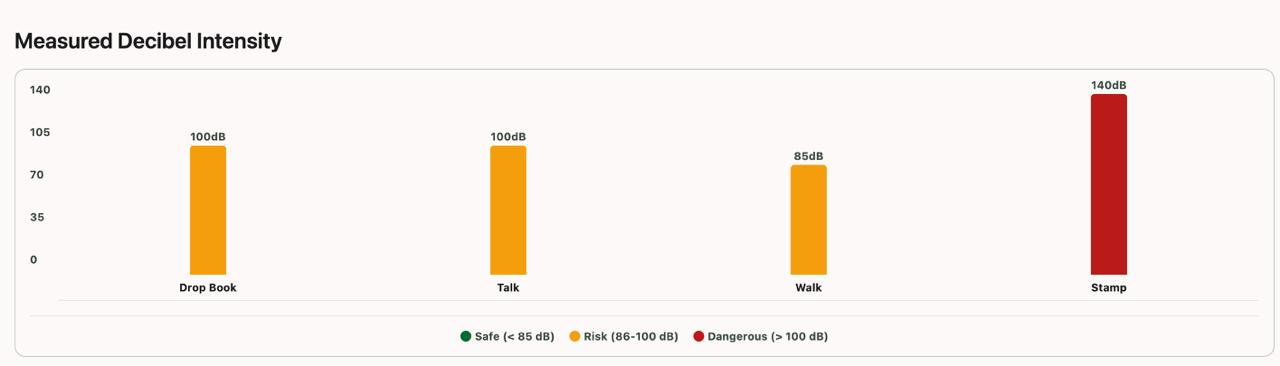 Measured Decibel Intensity
140
105
70
35
0
100dB
100dB
85dB
140dB
Drop Book
Talk
Walk
Stamp
Safe (< 85 dB)
Risk (86-100 dB)
Dangerous (> 100 dB)